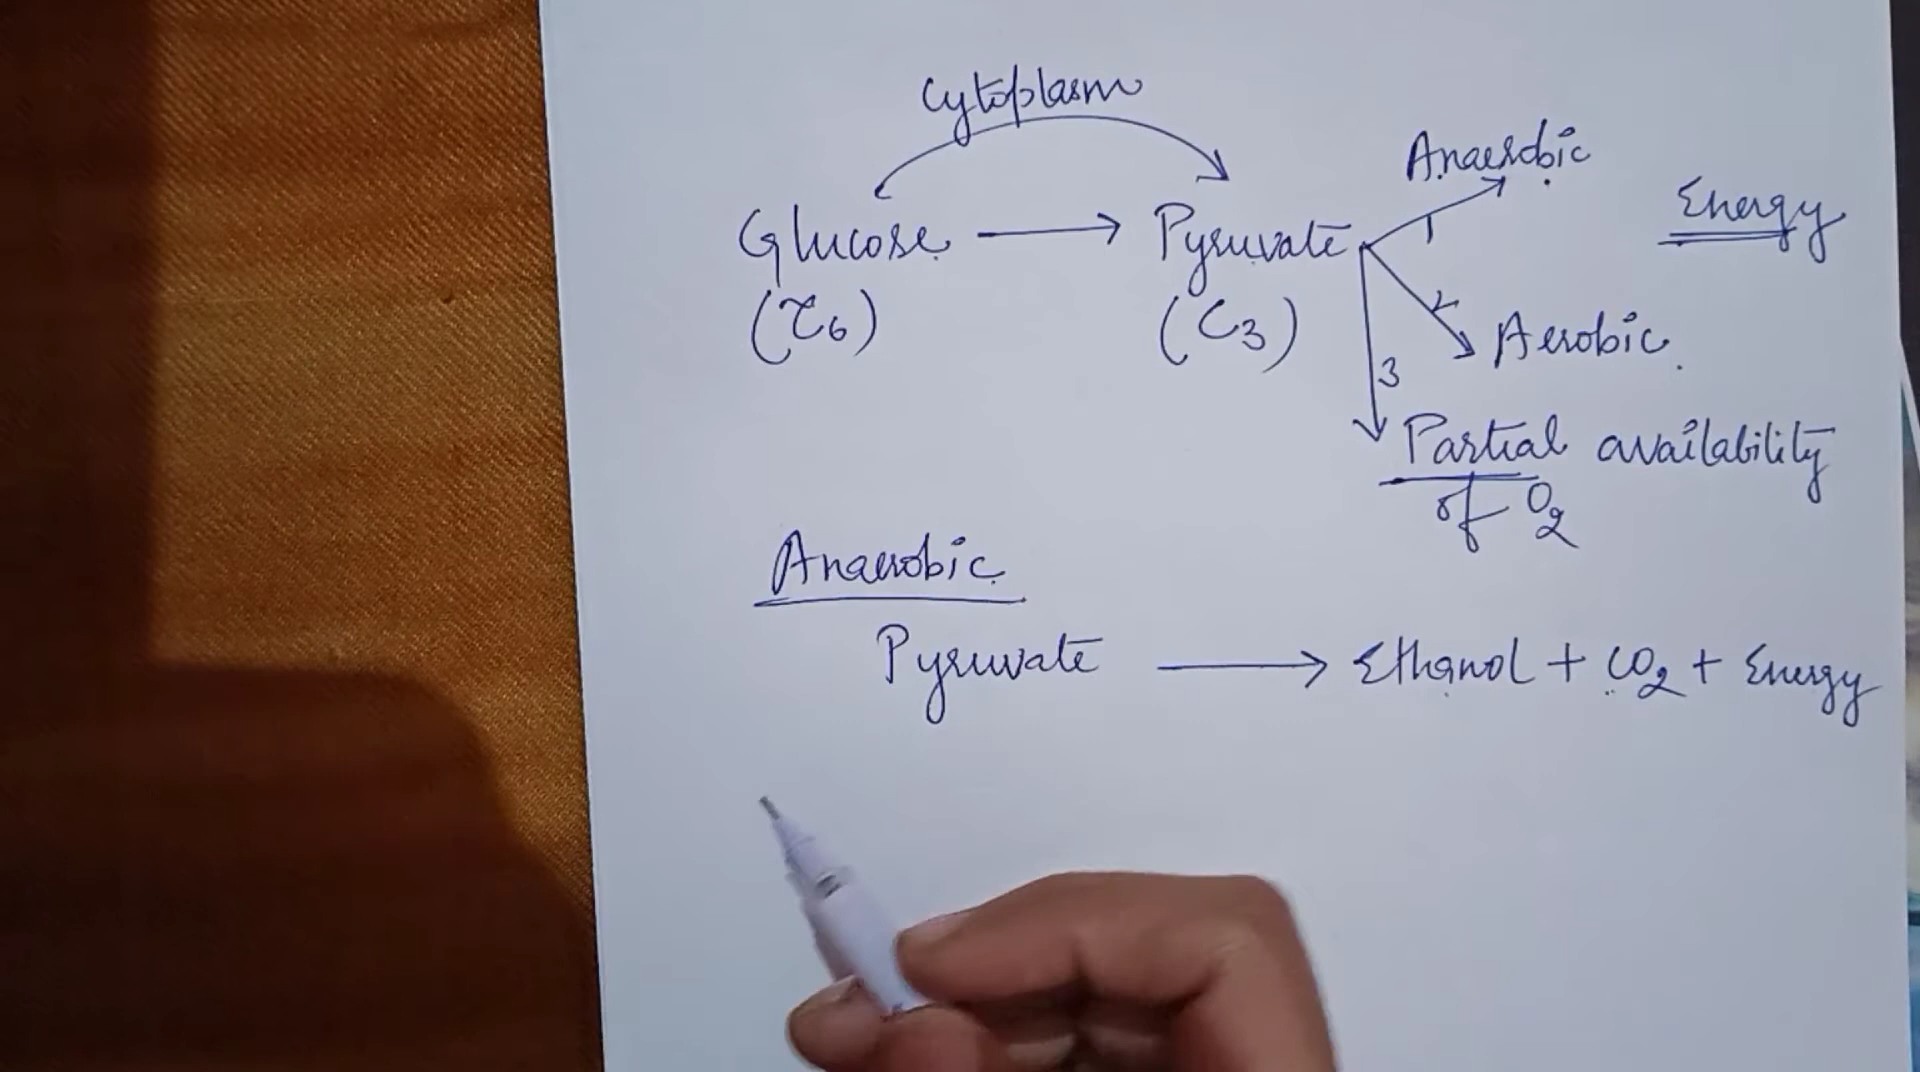 Cytoplasm
Glucose → Pyruvate
(C6) (C3)
1 Anaerobic
Energy
2 Aerobic
3 Partial availability
of O2
Anaerobic
Pyruvate → Ethanol + CO2 + Energy